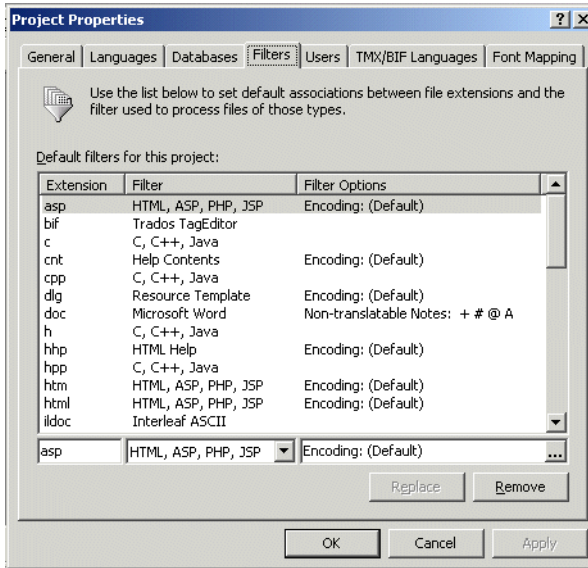 Project Properties
? x
General Languages Databases Filters Users TMX/BIF Languages Font Mapping
Use the list below to set default associations between file extensions and the
filter used to process files of those types.
Default filters for this project:
Extension Filter Filter Options
asp HTML, ASP, PHP, JSP Encoding: (Default)
bif Trados TagEditor
c C, C++, Java
cnt Help Contents Encoding: (Default)
cpp C, C++, Java
dlg Resource Template Encoding: (Default)
doc Microsoft Word Non-translatable Notes: + # @ A
h C, C++, Java
hhp HTML Help Encoding: (Default)
hpp C, C++, Java
htm HTML, ASP, PHP, JSP Encoding: (Default)
html HTML, ASP, PHP, JSP Encoding: (Default)
ildoc Interleaf ASCII
asp HTML, ASP, PHP, JSP Encoding: (Default) ...
Replace Remove
OK Cancel Apply